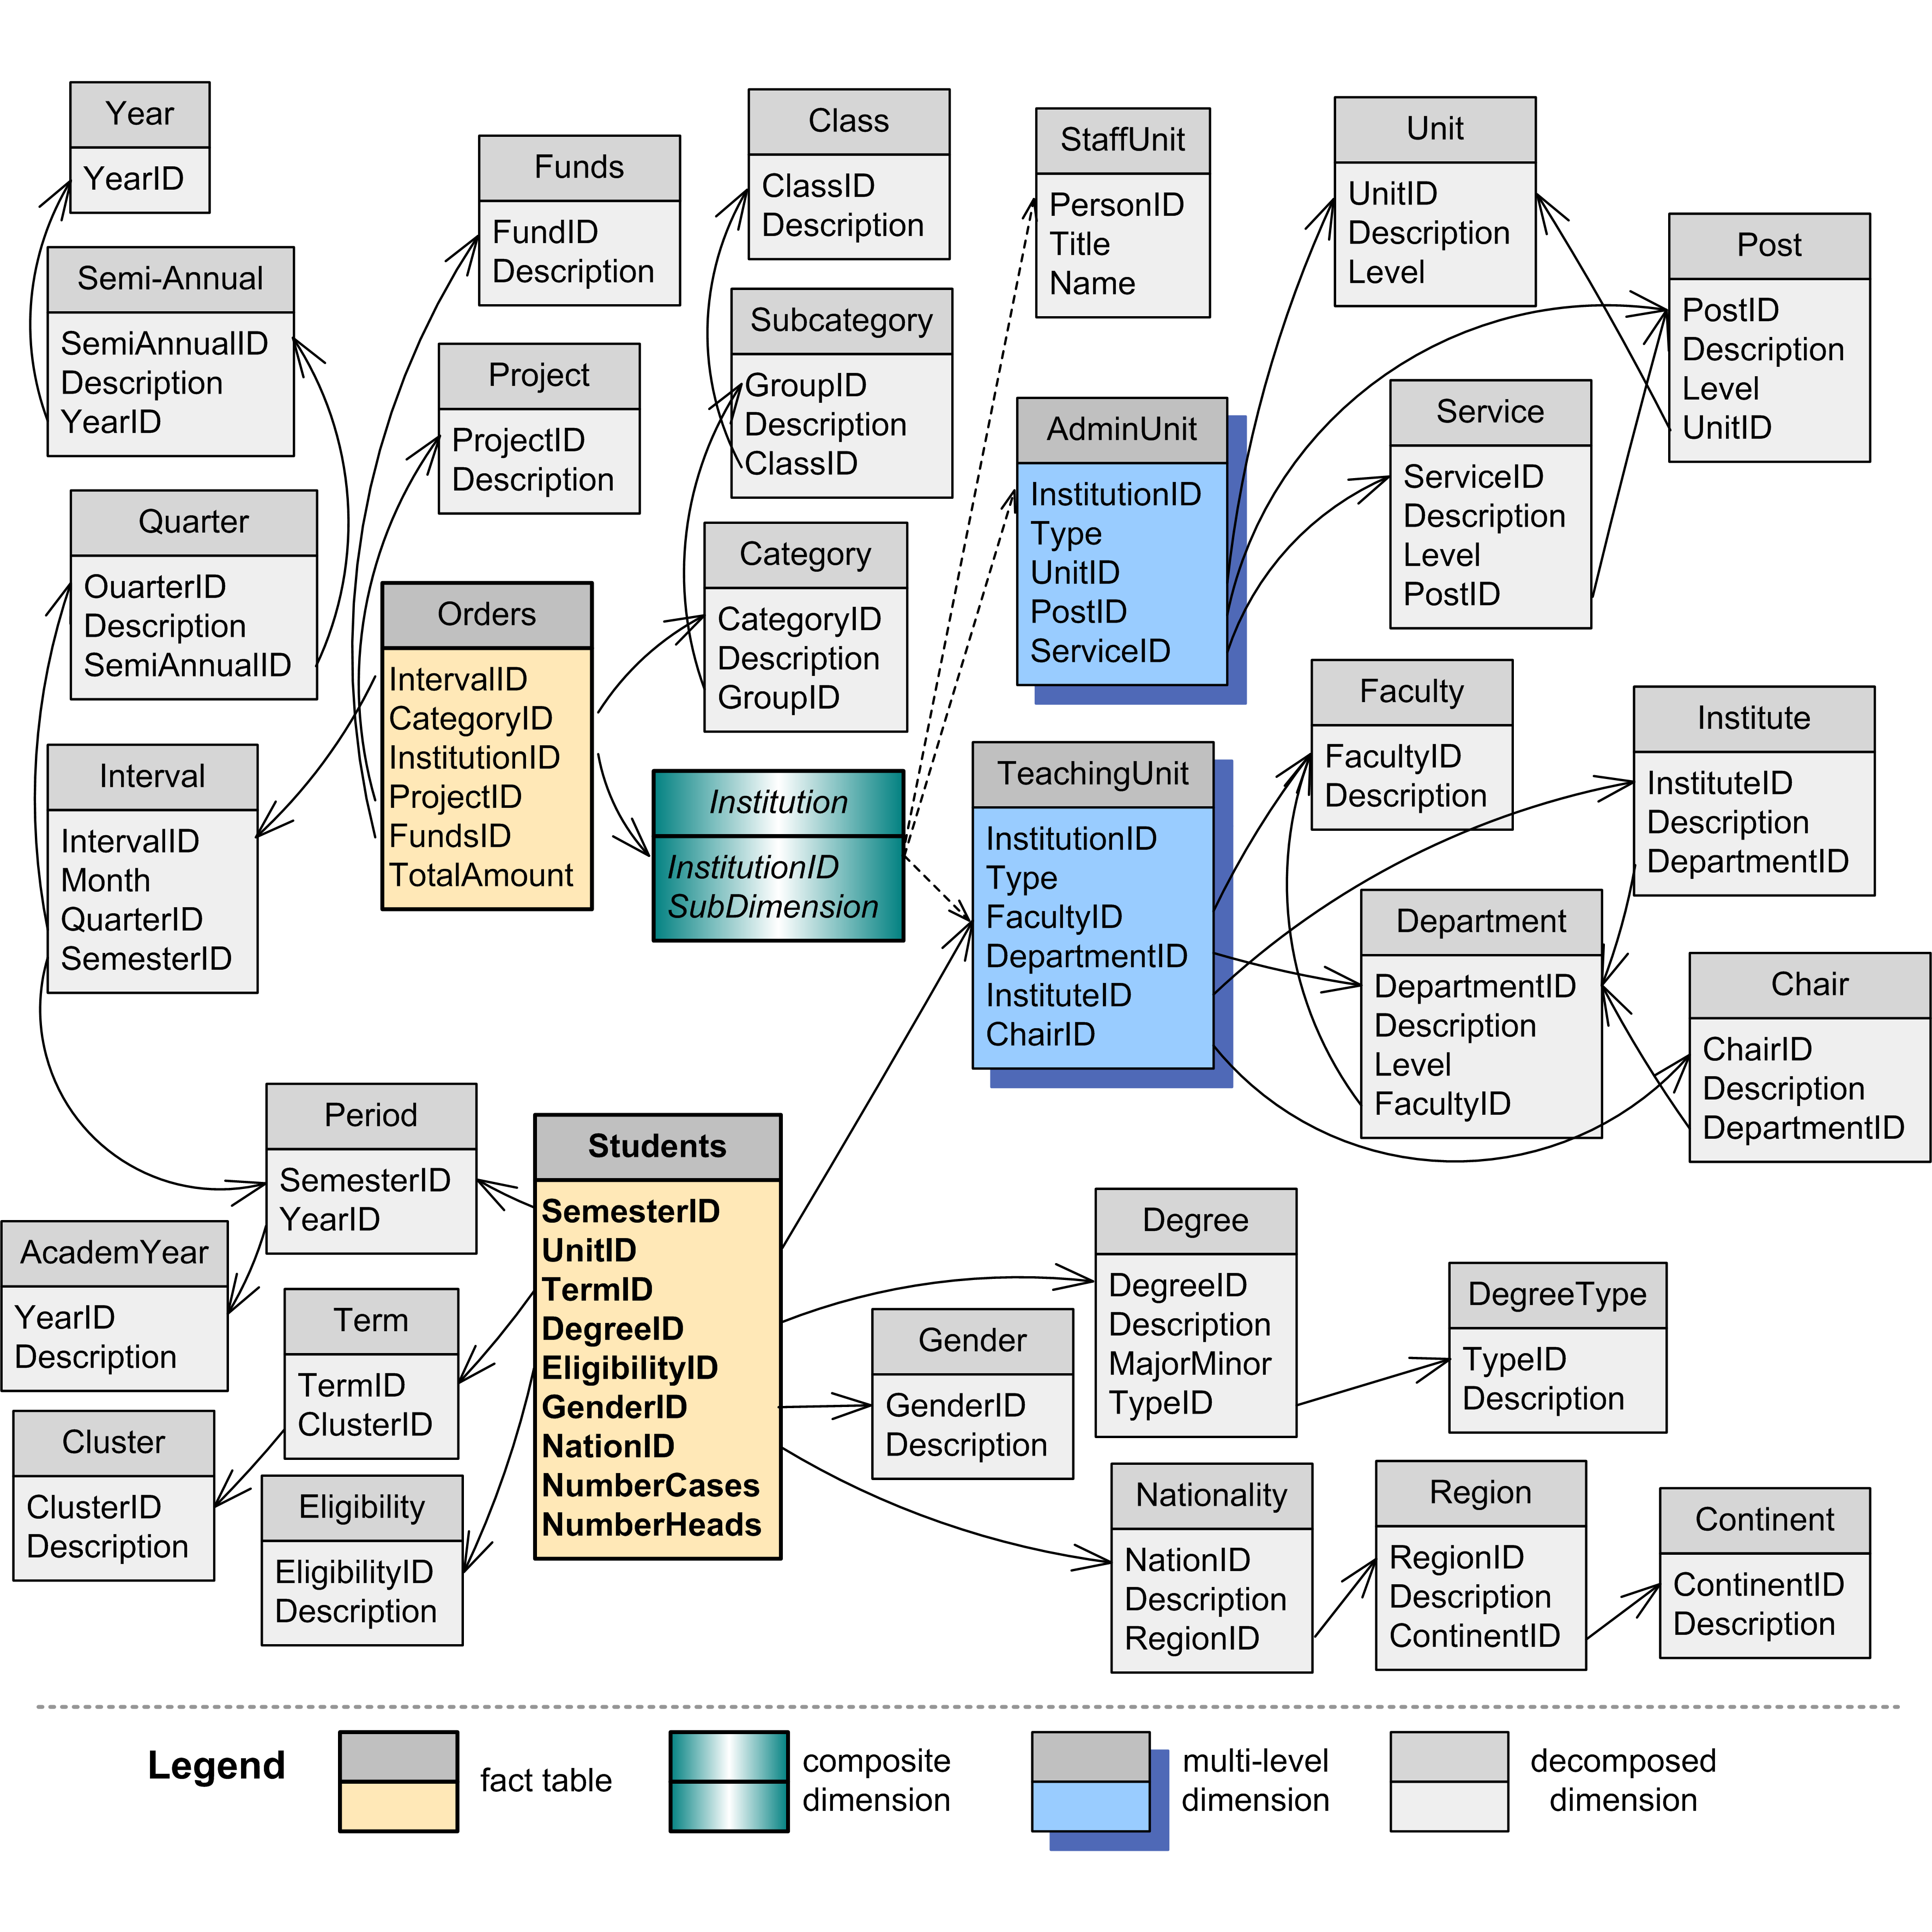 Year
YearID
Semi-Annual
SemiAnnualID
Description
YearID
Quarter
OuarterID
Description
SemiAnnualID
Interval
IntervalID
Month
QuarterID
SemesterID
Funds
FundID
Description
Project
ProjectID
Description
Orders
IntervalID
CategoryID
InstitutionID
ProjectID
FundsID
TotalAmount
Class
ClassID
Description
Subcategory
GroupID
Description
ClassID
Category
CategoryID
Description
GroupID
Institution
InstitutionID
SubDimension
StaffUnit
PersonID
Title
Name
AdminUnit
InstitutionID
Type
UnitID
PostID
ServiceID
TeachingUnit
InstitutionID
Type
FacultyID
DepartmentID
InstituteID
ChairID
Unit
UnitID
Description
Level
Post
PostID
Description
Level
UnitID
Service
ServiceID
Description
Level
PostID
Faculty
FacultyID
Description
Institute
InstituteID
Description
DepartmentID
Department
DepartmentID
Description
Level
FacultyID
Chair
ChairID
Description
DepartmentID
Period
SemesterID
YearID
AcademYear
YearID
Description
Term
TermID
ClusterID
Cluster
ClusterID
Description
Eligibility
EligibilityID
Description
Students
SemesterID
UnitID
TermID
DegreeID
EligibilityID
GenderID
NationID
NumberCases
NumberHeads
Degree
DegreeID
Description
MajorMinor
TypeID
DegreeType
TypeID
Description
Gender
GenderID
Description
Nationality
NationID
Description
RegionID
Region
RegionID
Description
ContinentID
Continent
ContinentID
Description
Legend
fact table
composite
dimension
multi-level
dimension
decomposed
dimension